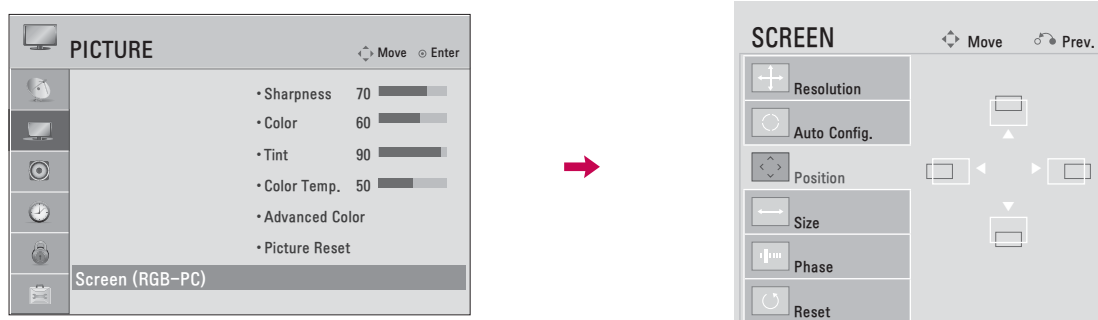 PICTURE
Move Enter
• Sharpness 70
• Color 60
• Tint 90
• Color Temp. 50
• Advanced Color
• Picture Reset
Screen (RGB-PC)
SCREEN
Move Prev.
Resolution
Auto Config.
Position
Size
Phase
Reset